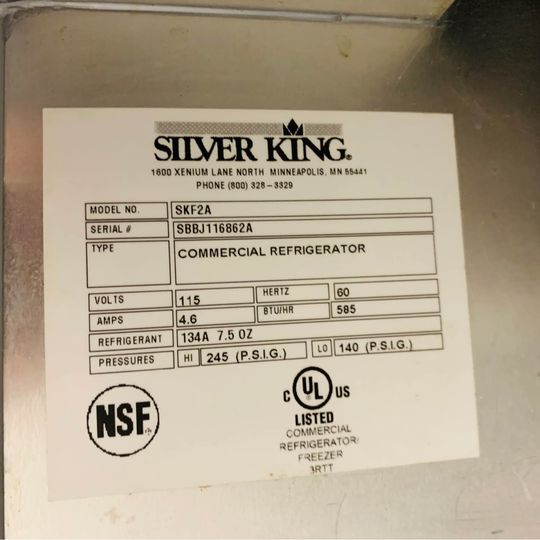 SILVER KING®
1600 XENIUM LANE NORTH MINNEAPOLIS, MN 55441
PHONE (800) 328-3329
MODEL NO. SKF2A
SERIAL # SBBJ116862A
TYPE COMMERCIAL REFRIGERATOR
VOLTS 115 HERTZ 60
AMPS 4.6 BTU/HR 585
REFRIGERANT 134A 7.5 OZ
PRESSURES HI 245 (P.S.I.G.) LO 140 (P.S.I.G.)
NSF®
C UL® US
LISTED
COMMERCIAL
REFRIGERATOR/
FREEZER
3RTT